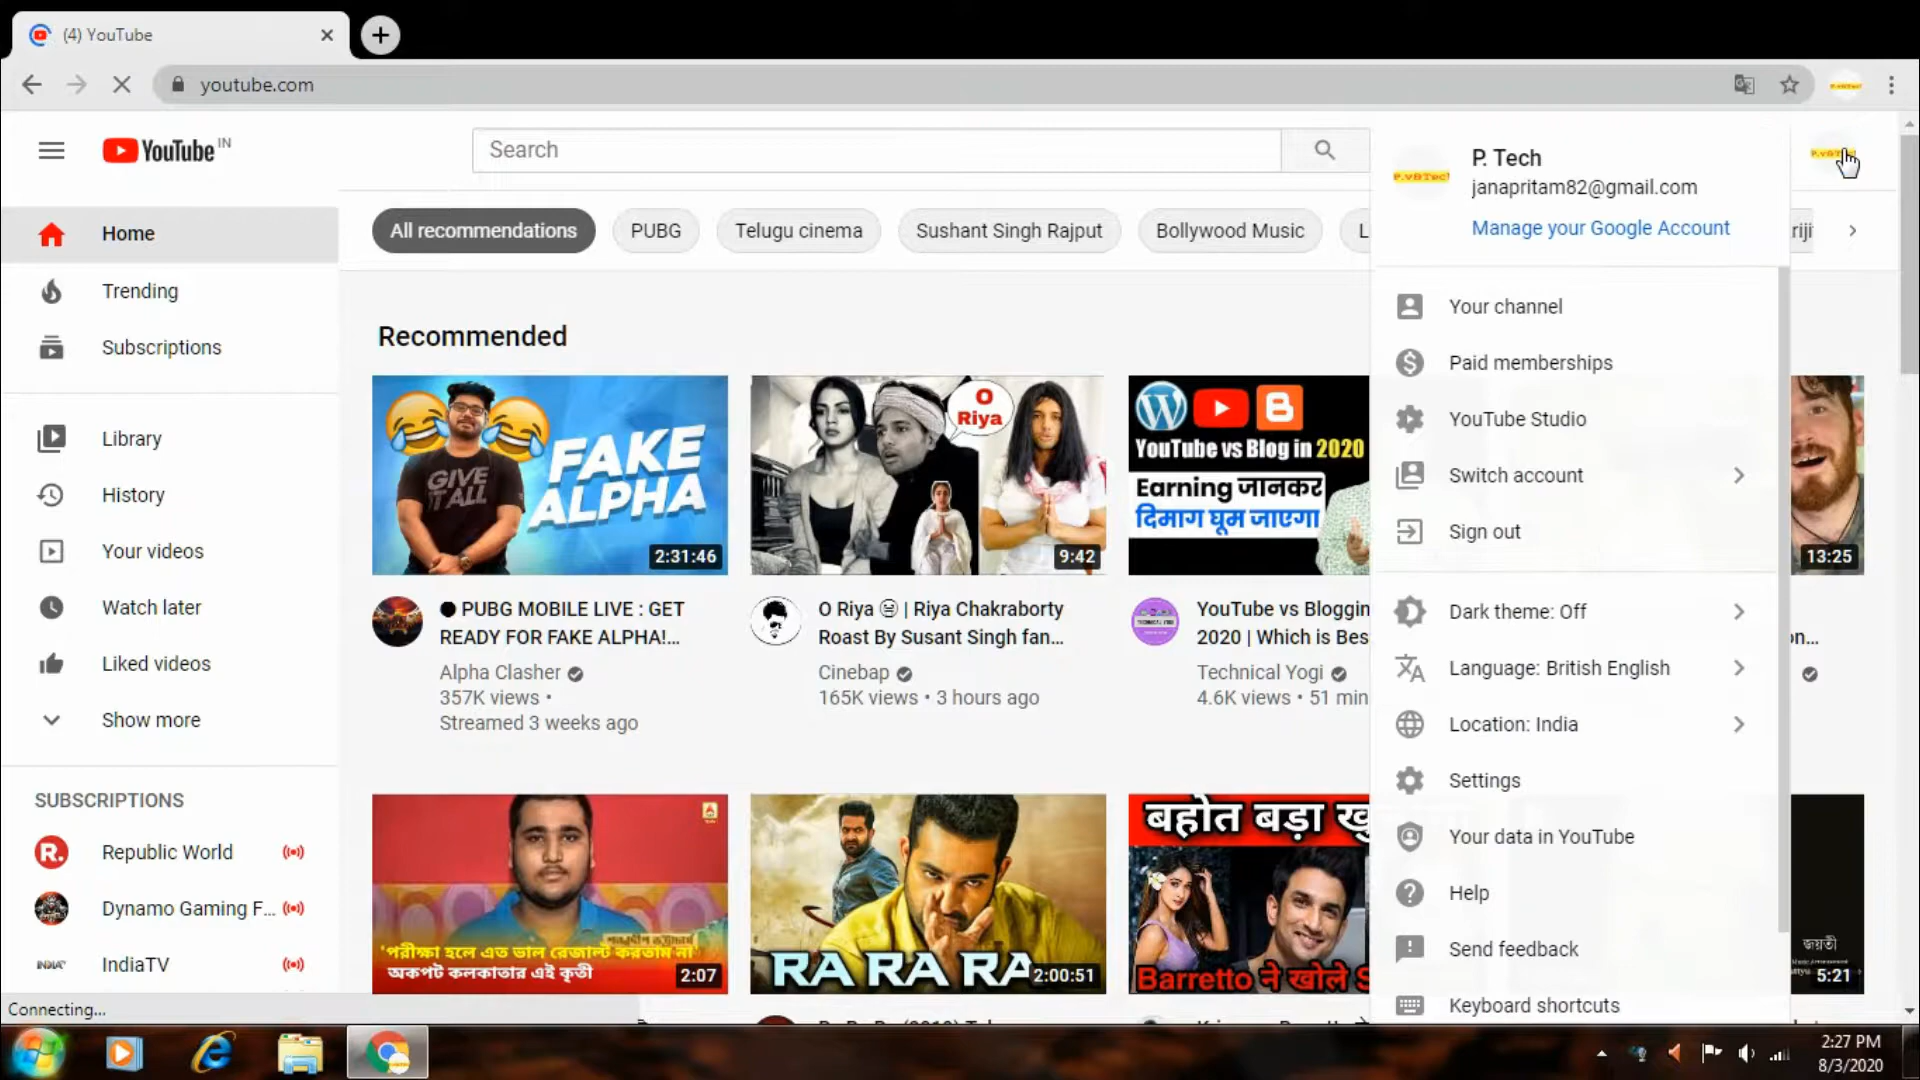 (4) YouTube
youtube.com
YouTube IN
Search
P. Tech
janapritam82@gmail.com
Manage your Google Account
Home
Trending
Subscriptions
Library
History
Your videos
Watch later
Liked videos
Show more
SUBSCRIPTIONS
Republic World
Dynamo Gaming F...
IndiaTV
All recommendations
PUBG
Telugu cinema
Sushant Singh Rajput
Bollywood Music
Recommended
GIVE
IT ALL
FAKE
ALPHA
2:31:46
O
Riya
9:42
YouTube vs Blog in 2020
Earning जानकर
दिमाग घूम जाएगा
13:25
PUBG MOBILE LIVE : GET
READY FOR FAKE ALPHA!...
Alpha Clasher
357K views •
Streamed 3 weeks ago
O Riya 😆 | Riya Chakraborty
Roast By Susant Singh fan...
Cinebap
165K views • 3 hours ago
YouTube vs Bloggin
2020 | Which is Bes
Technical Yogi
4.6K views • 51 min
Your channel
Paid memberships
YouTube Studio
Switch account
Sign out
Dark theme: Off
Language: British English
Location: India
Settings
Your data in YouTube
Help
Send feedback
Keyboard shortcuts
'পরীক্ষা হলে এত ভাল রেজাল্ট করতাম না'
অকপট কলকাতার এই কৃতী
2:07
RA RA RA
2:00:51
बहोत बड़ा
Barretto ने खोले
জয়তী
5:21
Connecting...
2:27 PM
8/3/2020